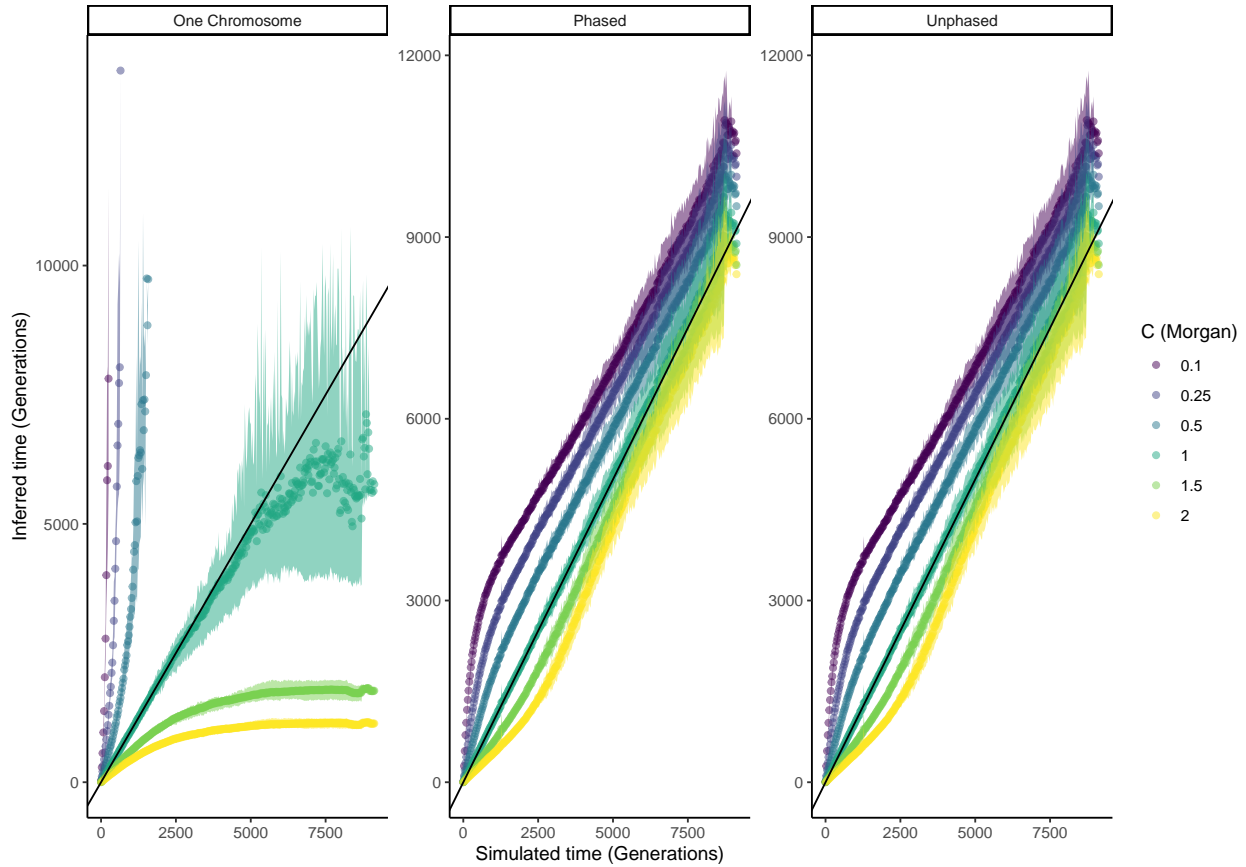 One Chromosome
Phased
Unphased
Inferred time (Generations)
10000
5000
0
12000
9000
6000
3000
0
12000
9000
6000
3000
0
0 2500 5000 7500
0 2500 5000 7500
0 2500 5000 7500
Simulated time (Generations)
C (Morgan)
0.1
0.25
0.5
1
1.5
2